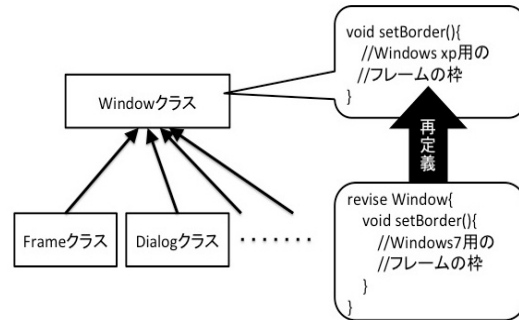 void setBorder(){
//Windows xp用の
//フレームの枠
}
Windowクラス
再定義
Frameクラス
Dialogクラス
........
revise Window{
void setBorder(){
//Windows7用の
//フレームの枠
}
}